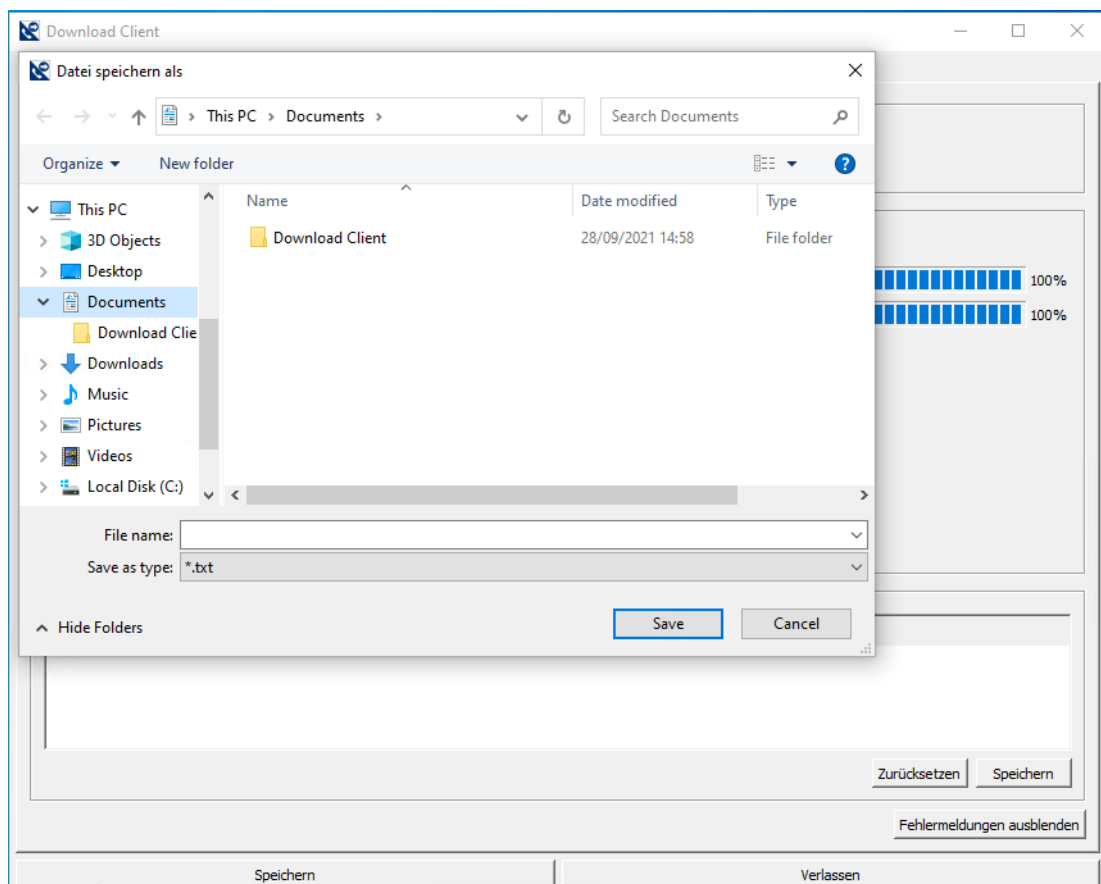 Download Client
Datei speichern als
This PC > Documents >
Search Documents
Organize
New folder
Name
Date modified
Type
This PC
3D Objects
Desktop
Documents
Download Clie
Downloads
Music
Pictures
Videos
Local Disk (C:)
Download Client
28/09/2021 14:58
File folder
100%
100%
File name:
Save as type: *.txt
Hide Folders
Save
Cancel
Zurücksetzen
Speichern
Fehlermeldungen ausblenden
Speichern
Verlassen